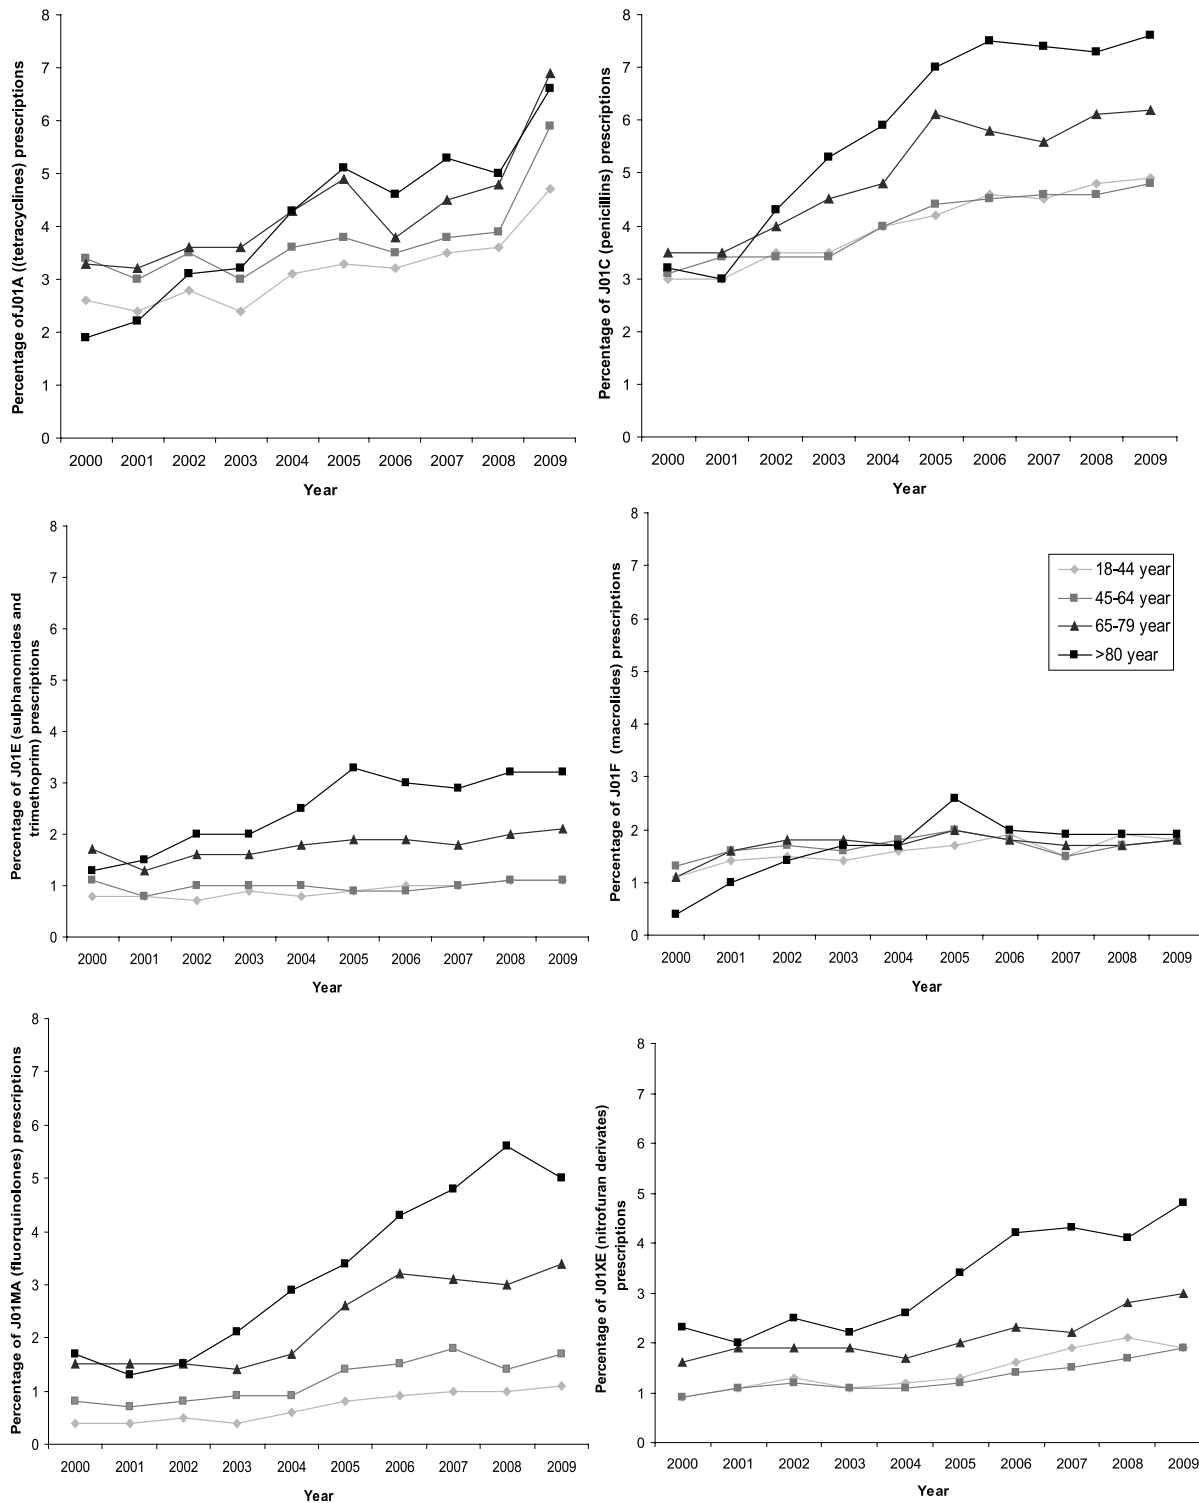 Percentage ofJ01A ((tetracyclines) prescriptions
8
7
6
5
4
3
2
1
0
2000 2001 2002 2003 2004 2005 2006 2007 2008 2009
Year
Percentage of J01C (penicillins) prescriptions
8
7
6
5
4
3
2
1
0
2000 2001 2002 2003 2004 2005 2006 2007 2008 2009
Year
Percentage of J01E (sulphanomides and
trimethoprim) prescriptions
8
7
6
5
4
3
2
1
0
2000 2001 2002 2003 2004 2005 2006 2007 2008 2009
Year
Percentage of J01F (macrolides) prescriptions
8
7
6
5
4
3
2
1
0
2000 2001 2002 2003 2004 2005 2006 2007 2008 2009
Year
18-44 year
45-64 year
65-79 year
>80 year
Percentage of J01MA (fluorquinolones) prescriptions
8
7
6
5
4
3
2
1
0
2000 2001 2002 2003 2004 2005 2006 2007 2008 2009
Year
Percentage of J01XE (nitrofuran derivates)
prescriptions
8
7
6
5
4
3
2
1
0
2000 2001 2002 2003 2004 2005 2006 2007 2008 2009
Year